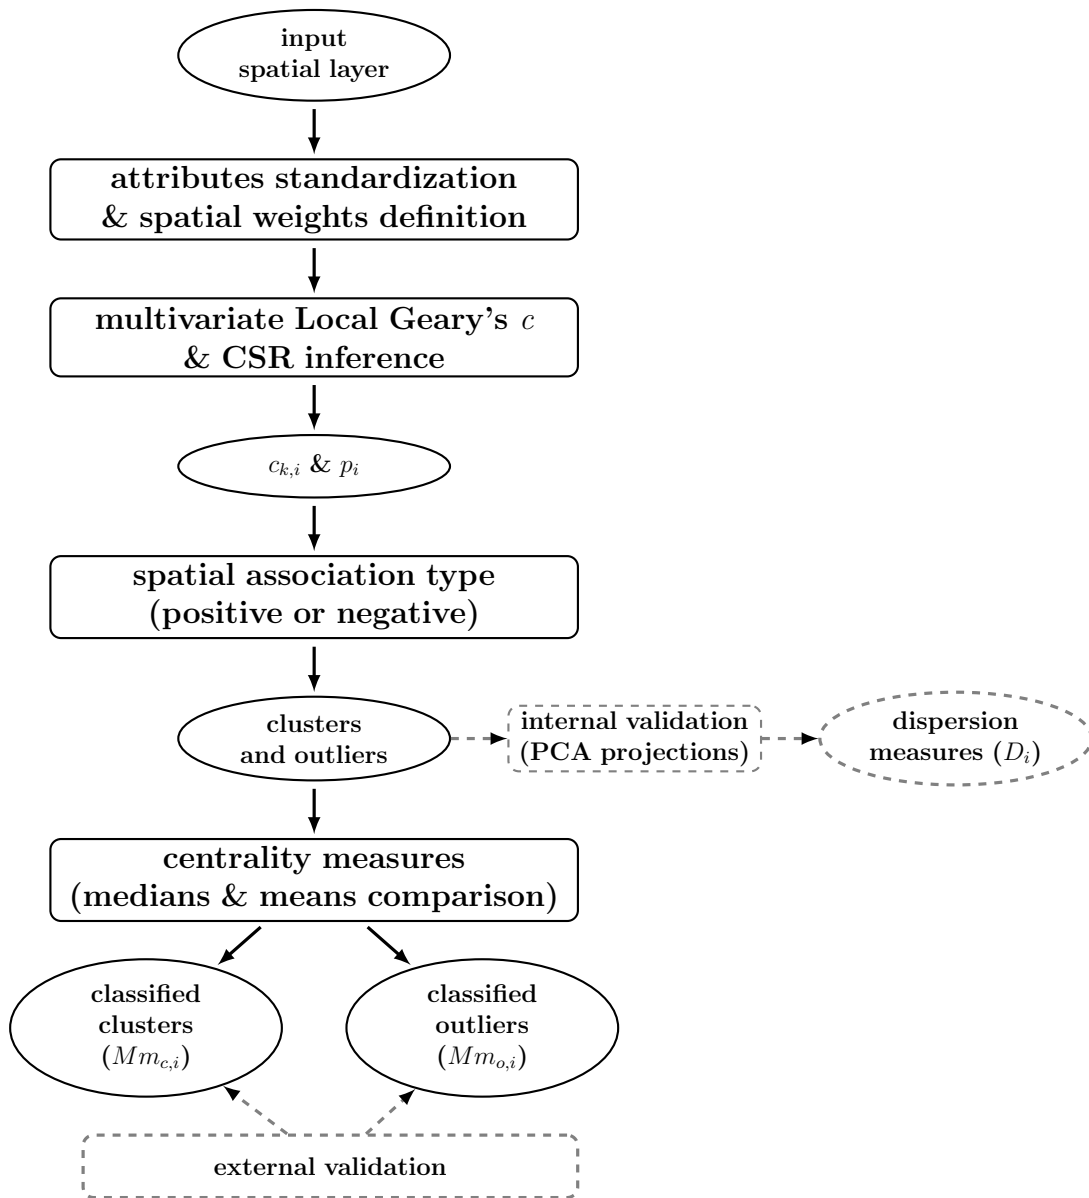 input
spatial layer
attributes standardization
& spatial weights definition
multivariate Local Geary's c
& CSR inference
c_{k,i} & p_i
spatial association type
(positive or negative)
clusters
and outliers
internal validation
(PCA projections)
dispersion
measures (D_i)
centrality measures
(medians & means comparison)
classified
clusters
(Mm_{c,i})
classified
outliers
(Mm_{o,i})
external validation